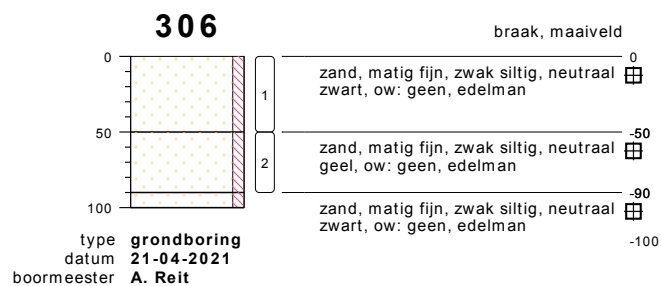 306
braak, maaiveld
0
0
zand, matig fijn, zwak siltig, neutraal
zwart, ow: geen, edelman
1
50
-50
zand, matig fijn, zwak siltig, neutraal
geel, ow: geen, edelman
2
-90
zand, matig fijn, zwak siltig, neutraal
zwart, ow: geen, edelman
100
-100
type grondboring
datum 21-04-2021
boormeester A. Reit